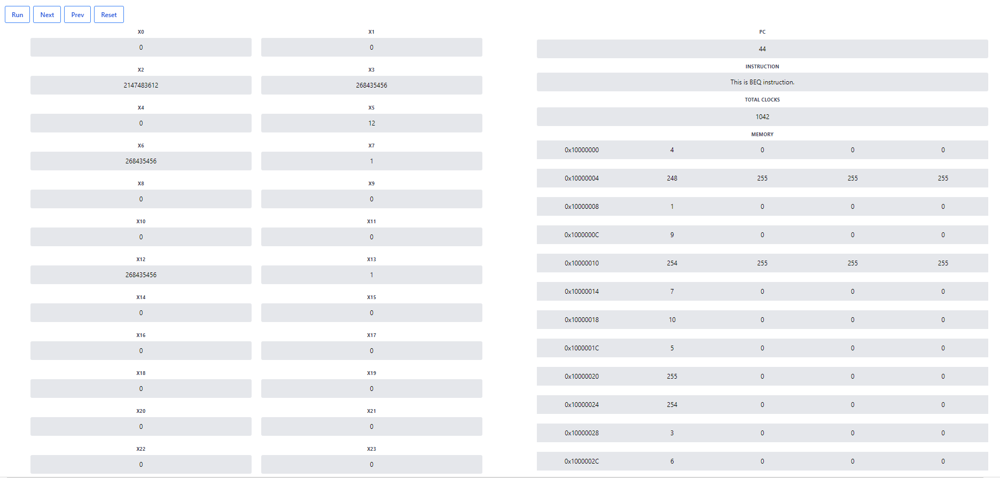 Run Next Prev Reset
X0 X1 PC
0 0 44
X2 X3 INSTRUCTION
2147483612 268435456 This is BEQ instruction.
X4 X5 TOTAL CLOCKS
0 12 1042
X6 X7 MEMORY
268435456 1 0x10000000 4 0 0 0
X8 X9 0x10000004 248 255 255 255
0 0 0x10000008 1 0 0 0
X10 X11
0 0 0x1000000C 9 0 0 0
X12 X13 0x10000010 254 255 255 255
268435456 1
X14 X15 0x10000014 7 0 0 0
0 0 0x10000018 10 0 0 0
X16 X17
0 0 0x1000001C 5 0 0 0
X18 X19 0x10000020 255 0 0 0
0 0
X20 X21 0x10000024 254 0 0 0
0 0 0x10000028 3 0 0 0
X22 X23
0 0 0x1000002C 6 0 0 0